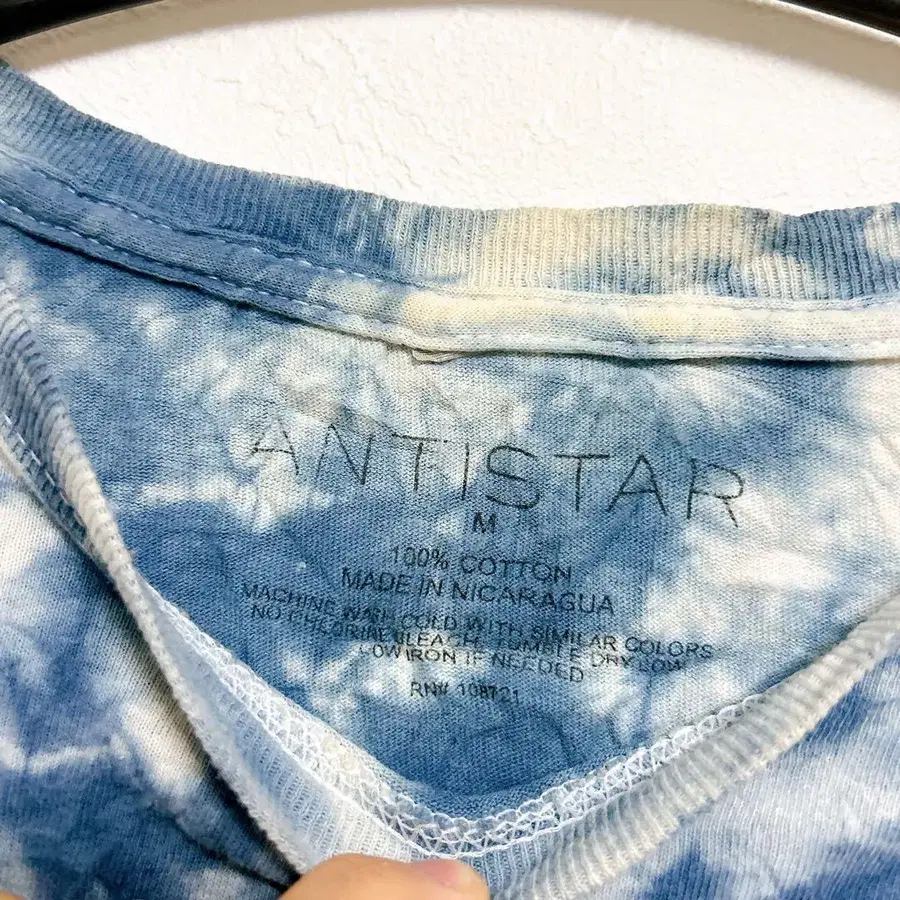 ANTISTAR
M
100% COTTON
MADE IN NICARAGUA
MACHINE WASH COLD WITH SIMILAR COLORS
NO CHLORINE BLEACH, TUMBLE DRY LOW
LOW IRON IF NEEDED
RN# 108721